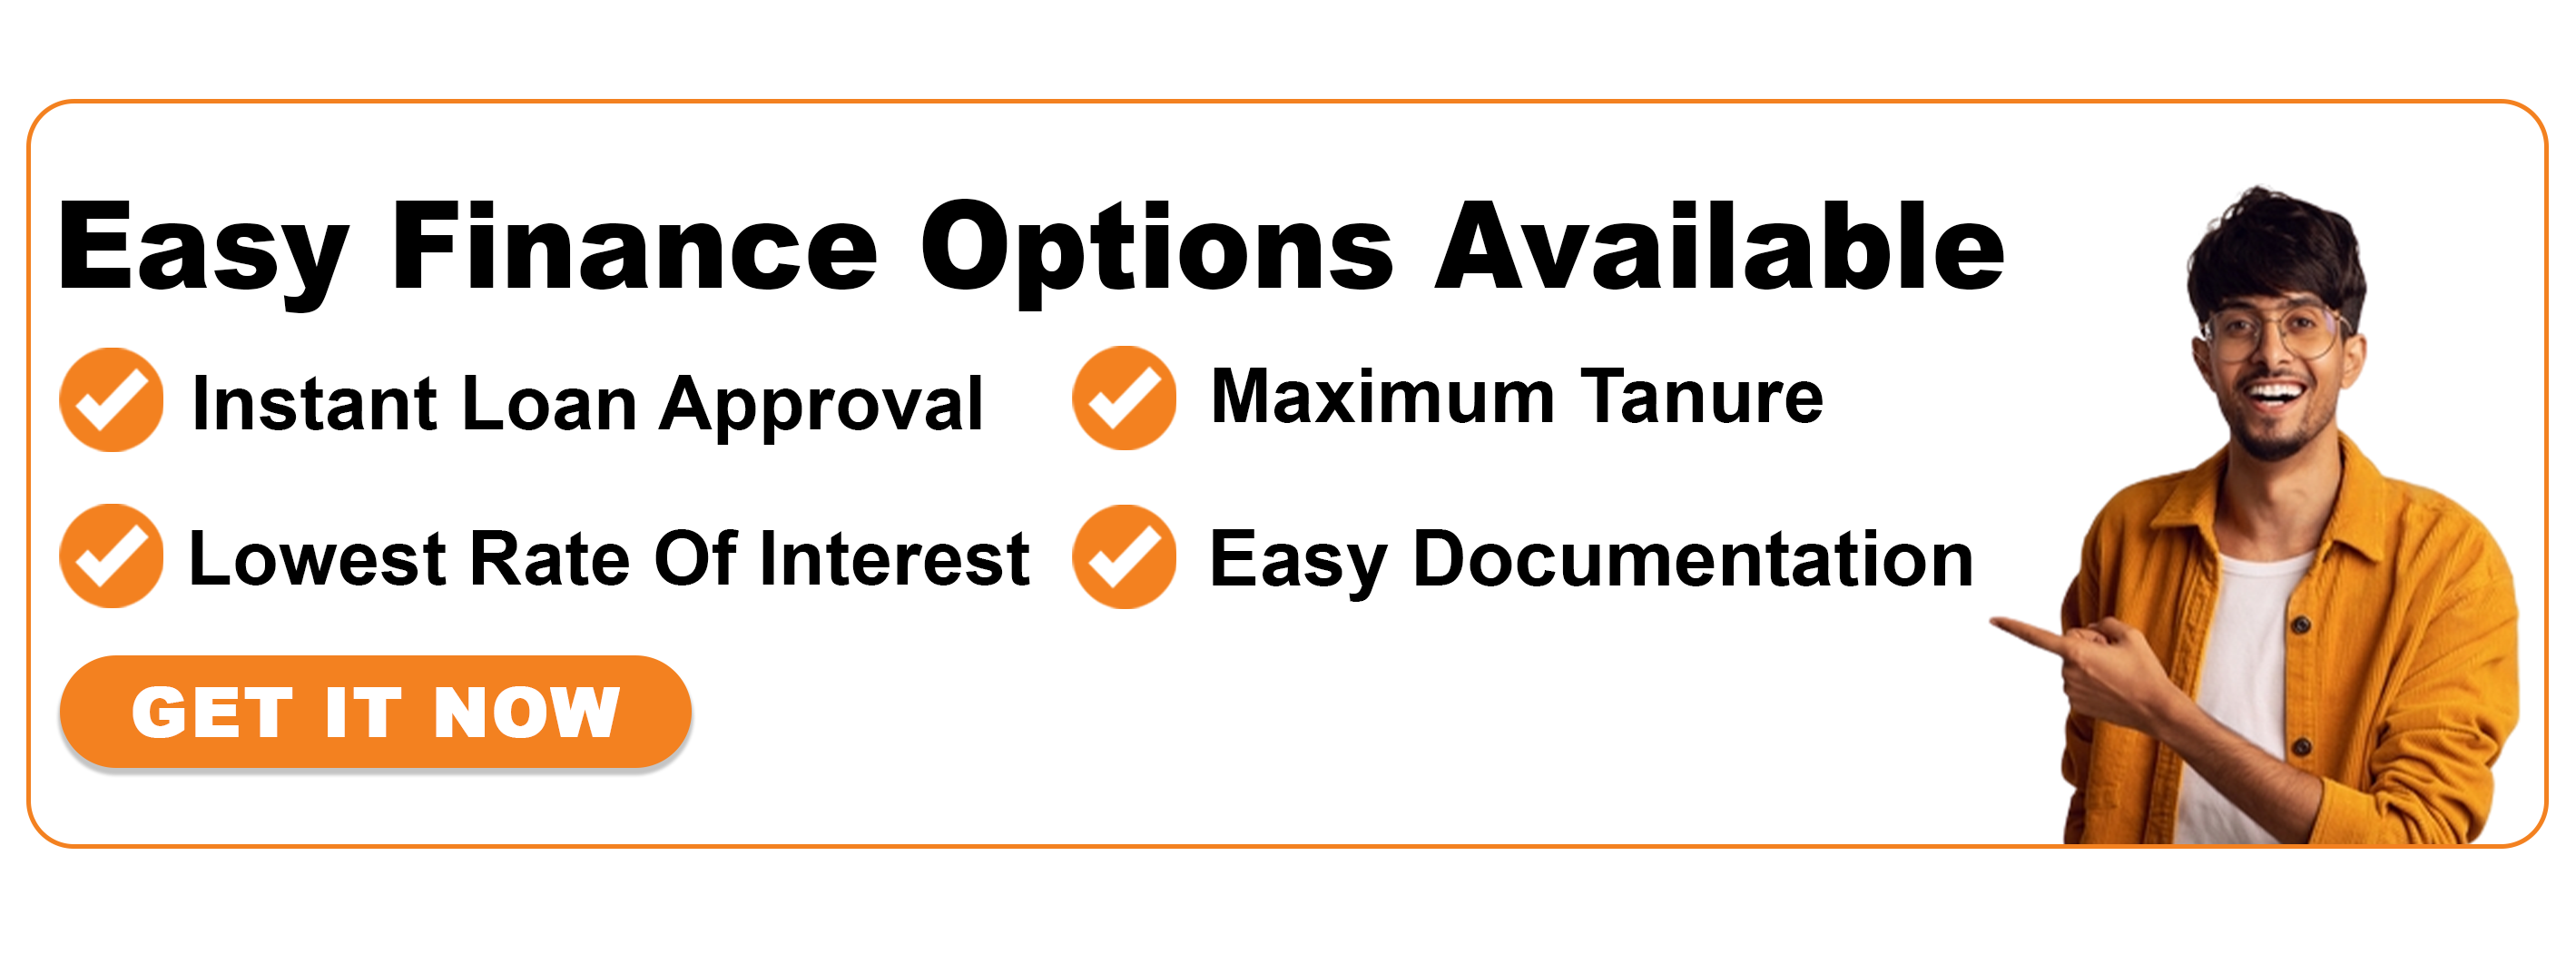 Easy Finance Options Available
Instant Loan Approval
Maximum Tanure
Lowest Rate Of Interest
Easy Documentation
GET IT NOW